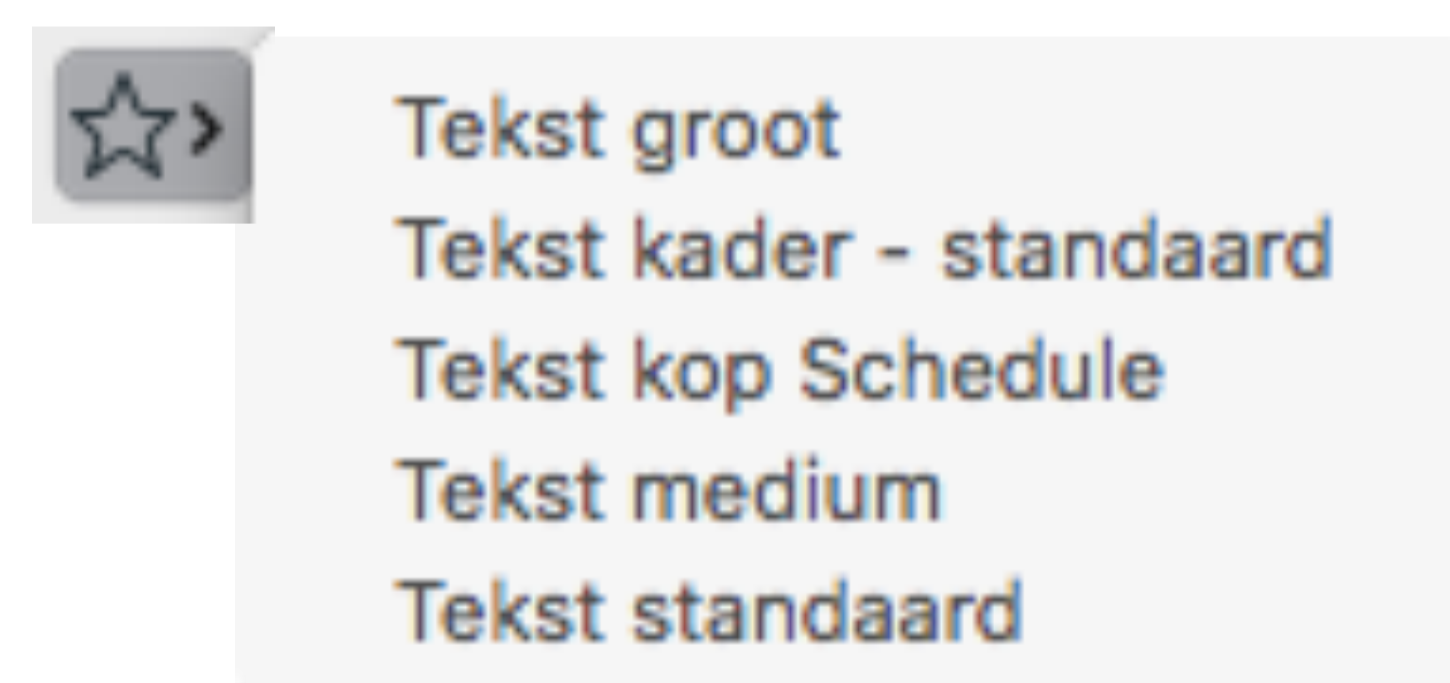 Tekst groot
Tekst kader - standaard
Tekst kop Schedule
Tekst medium
Tekst standaard